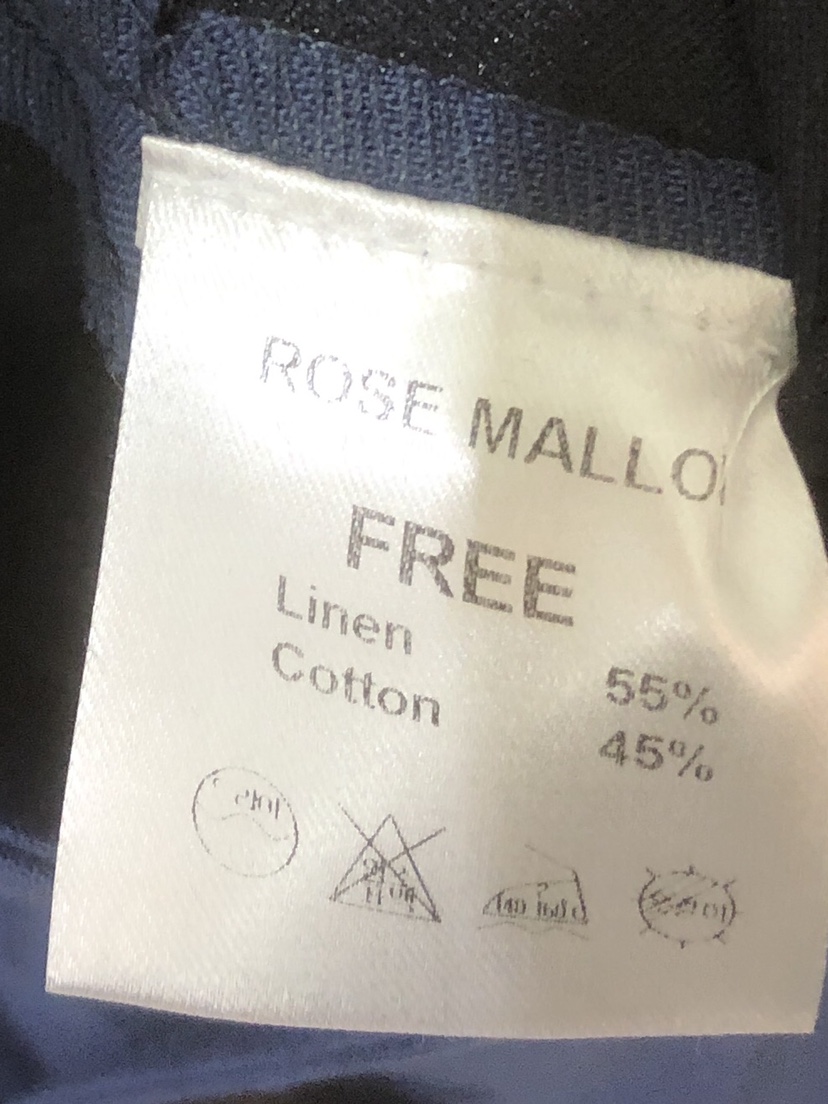 ROSE MALLO
FREE
Linen 55%
Cotton 45%